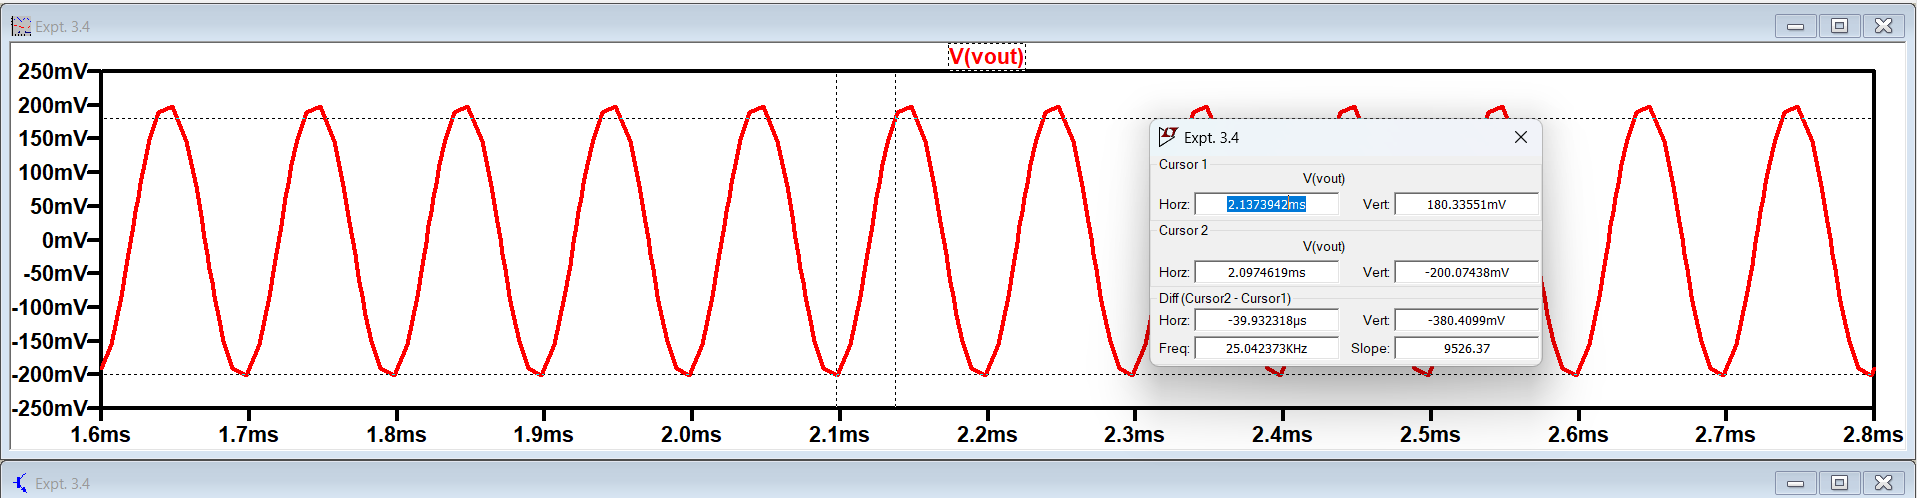 Expt. 3.4
V(vout)
250mV
200mV
150mV
100mV
50mV
0mV
-50mV
-100mV
-150mV
-200mV
-250mV
1.6ms 1.7ms 1.8ms 1.9ms 2.0ms 2.1ms 2.2ms 2.3ms 2.4ms 2.5ms 2.6ms 2.7ms 2.8ms
Expt. 3.4
Cursor 1
V(vout)
Horz: 2.1373942ms Vert: 180.33551mV
Cursor 2
V(vout)
Horz: 2.0974619ms Vert: -200.07438mV
Diff (Cursor2 - Cursor1)
Horz: -39.932318µs Vert: -380.4099mV
Freq: 25.042373KHz Slope: 9526.37
Expt. 3.4